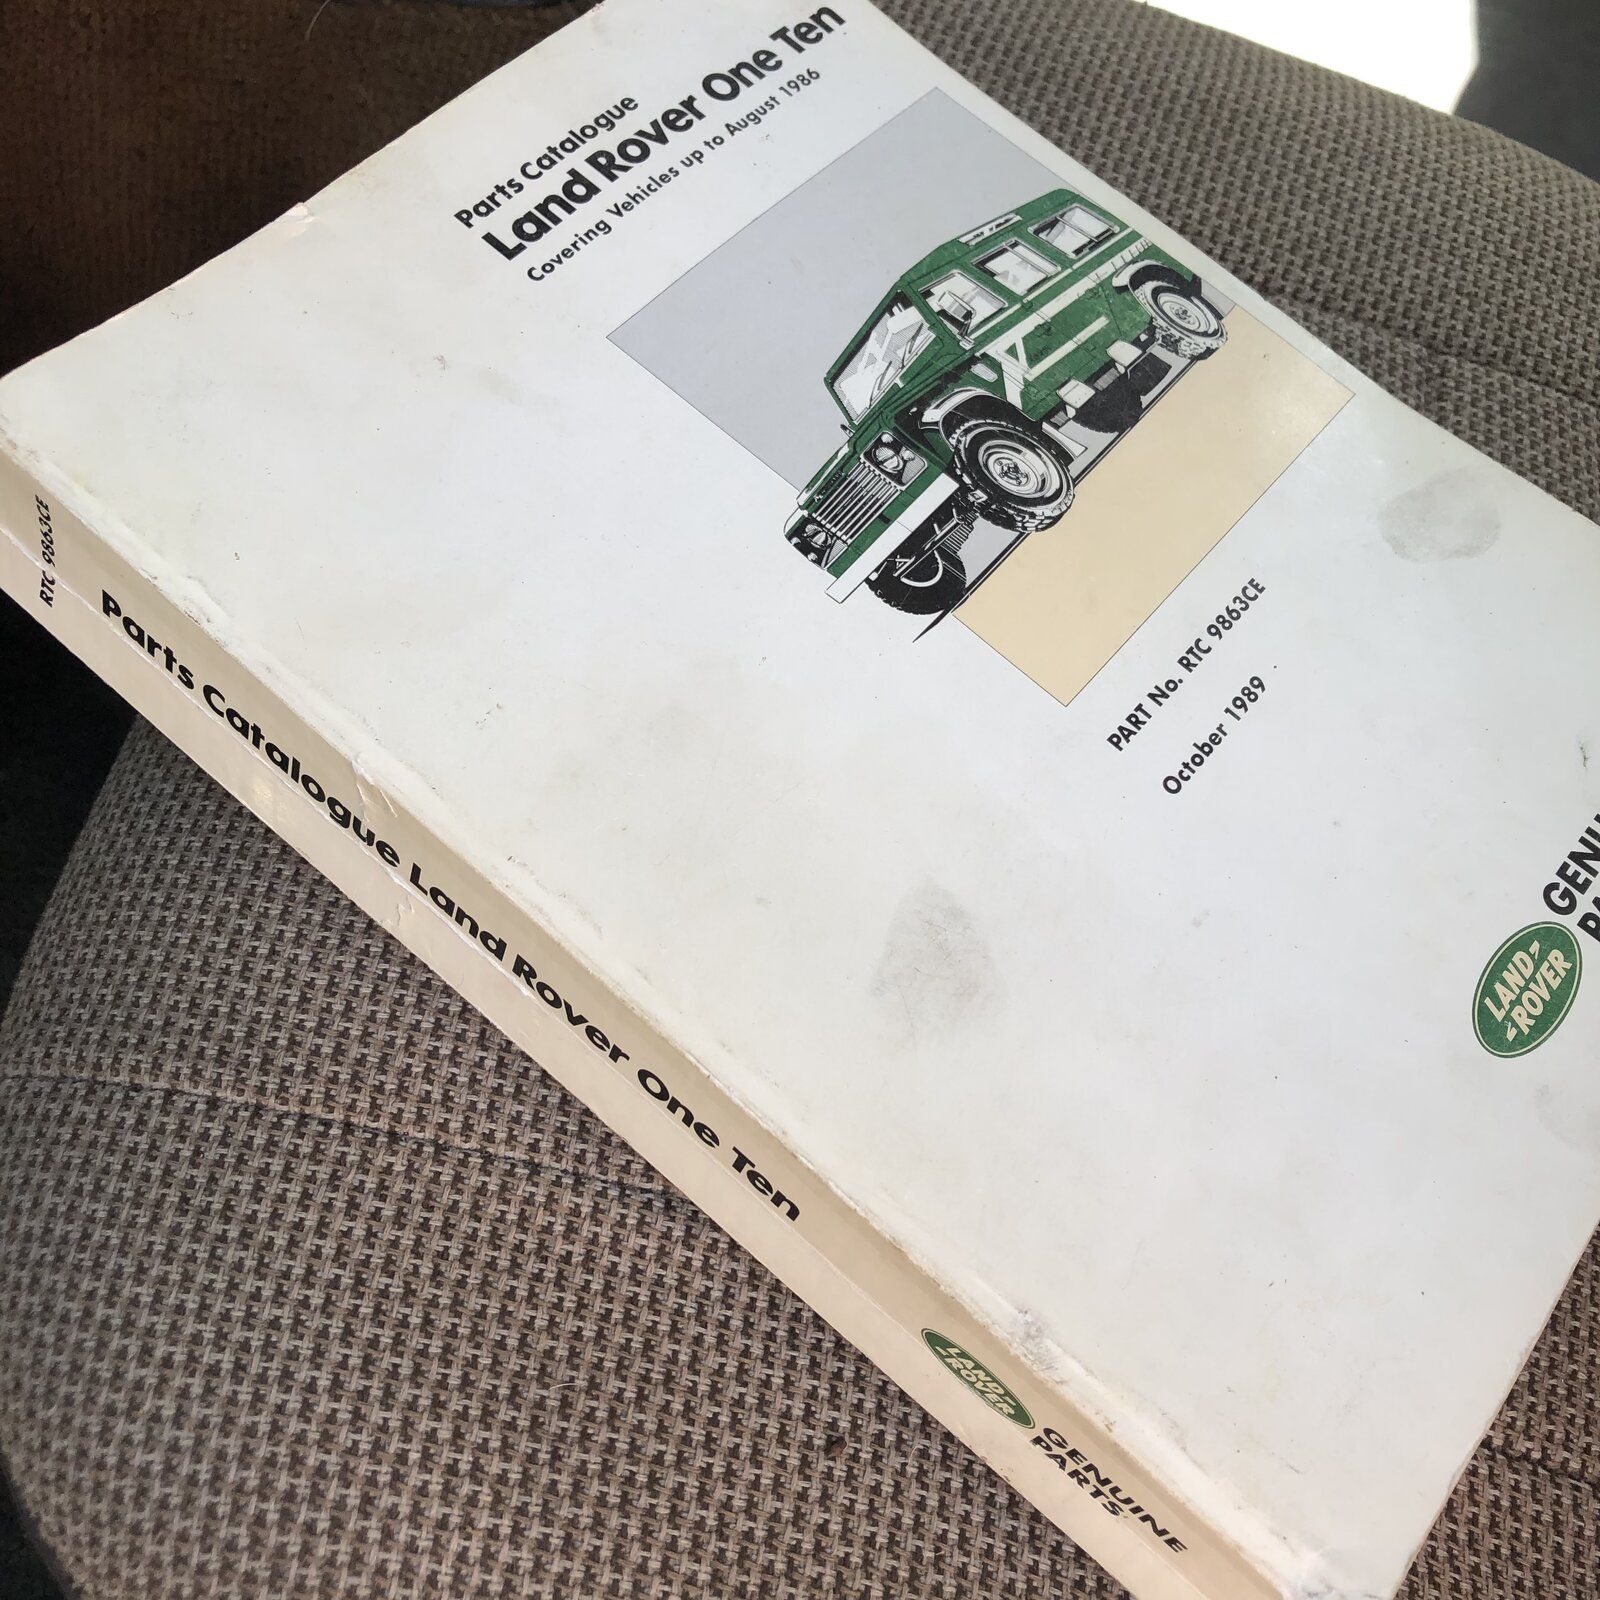 Parts Catalogue
Land Rover One Ten
Covering Vehicles up to August 1986
PART No. RTC 9863CE
October 1989
LAND
ROVER
RTC 9863CE
Parts Catalogue Land Rover One Ten
LAND
ROVER
GENUINE
PARTS